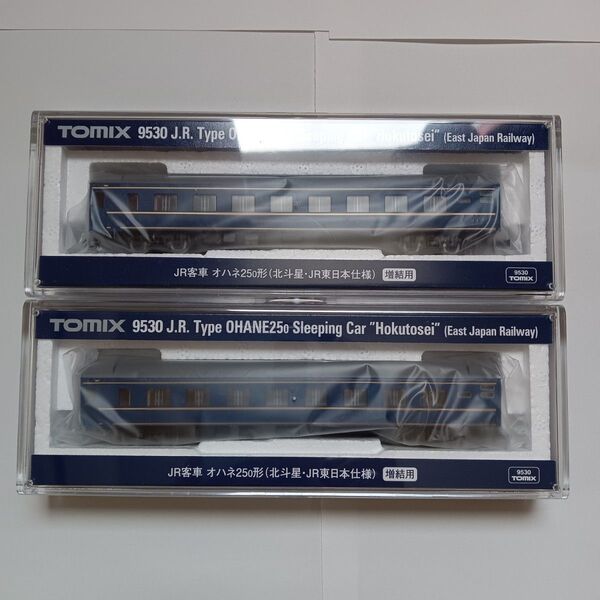 TOMIX 9530 J.R. Type O "Hokutosei" (East Japan Railway)
JR客車 オハネ250形(北斗星・JR東日本仕様) 増結用
9530
TOMIX
TOMIX 9530 J.R. Type OHANE250 Sleeping Car "Hokutosei" (East Japan Railway)
JR客車 オハネ250形(北斗星・JR東日本仕様) 増結用
9530
TOMIX